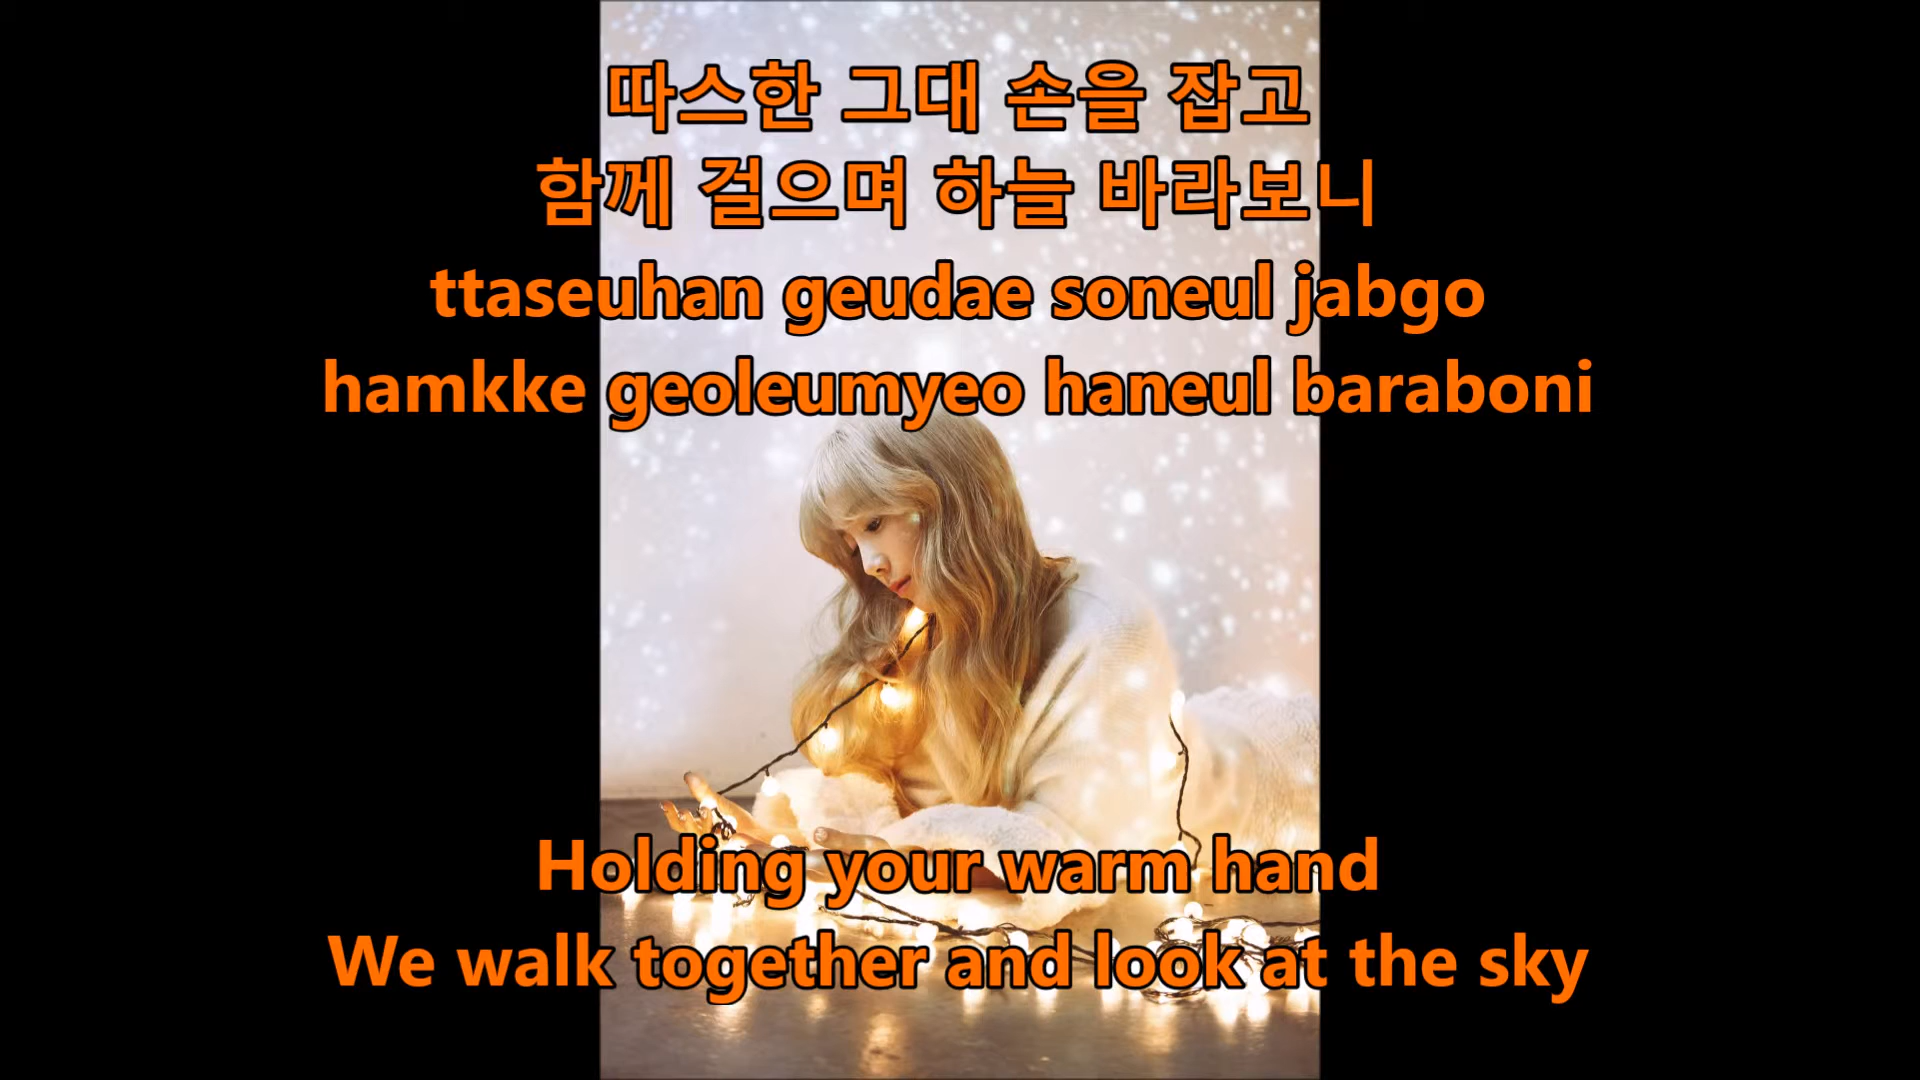 따스한 그대 손을 잡고
함께 걸으며 하늘 바라보니
ttaseuhan geudae soneul jabgo
hamkke geoleumyeo haneul baraboni
Holding your warm hand
We walk together and look at the sky